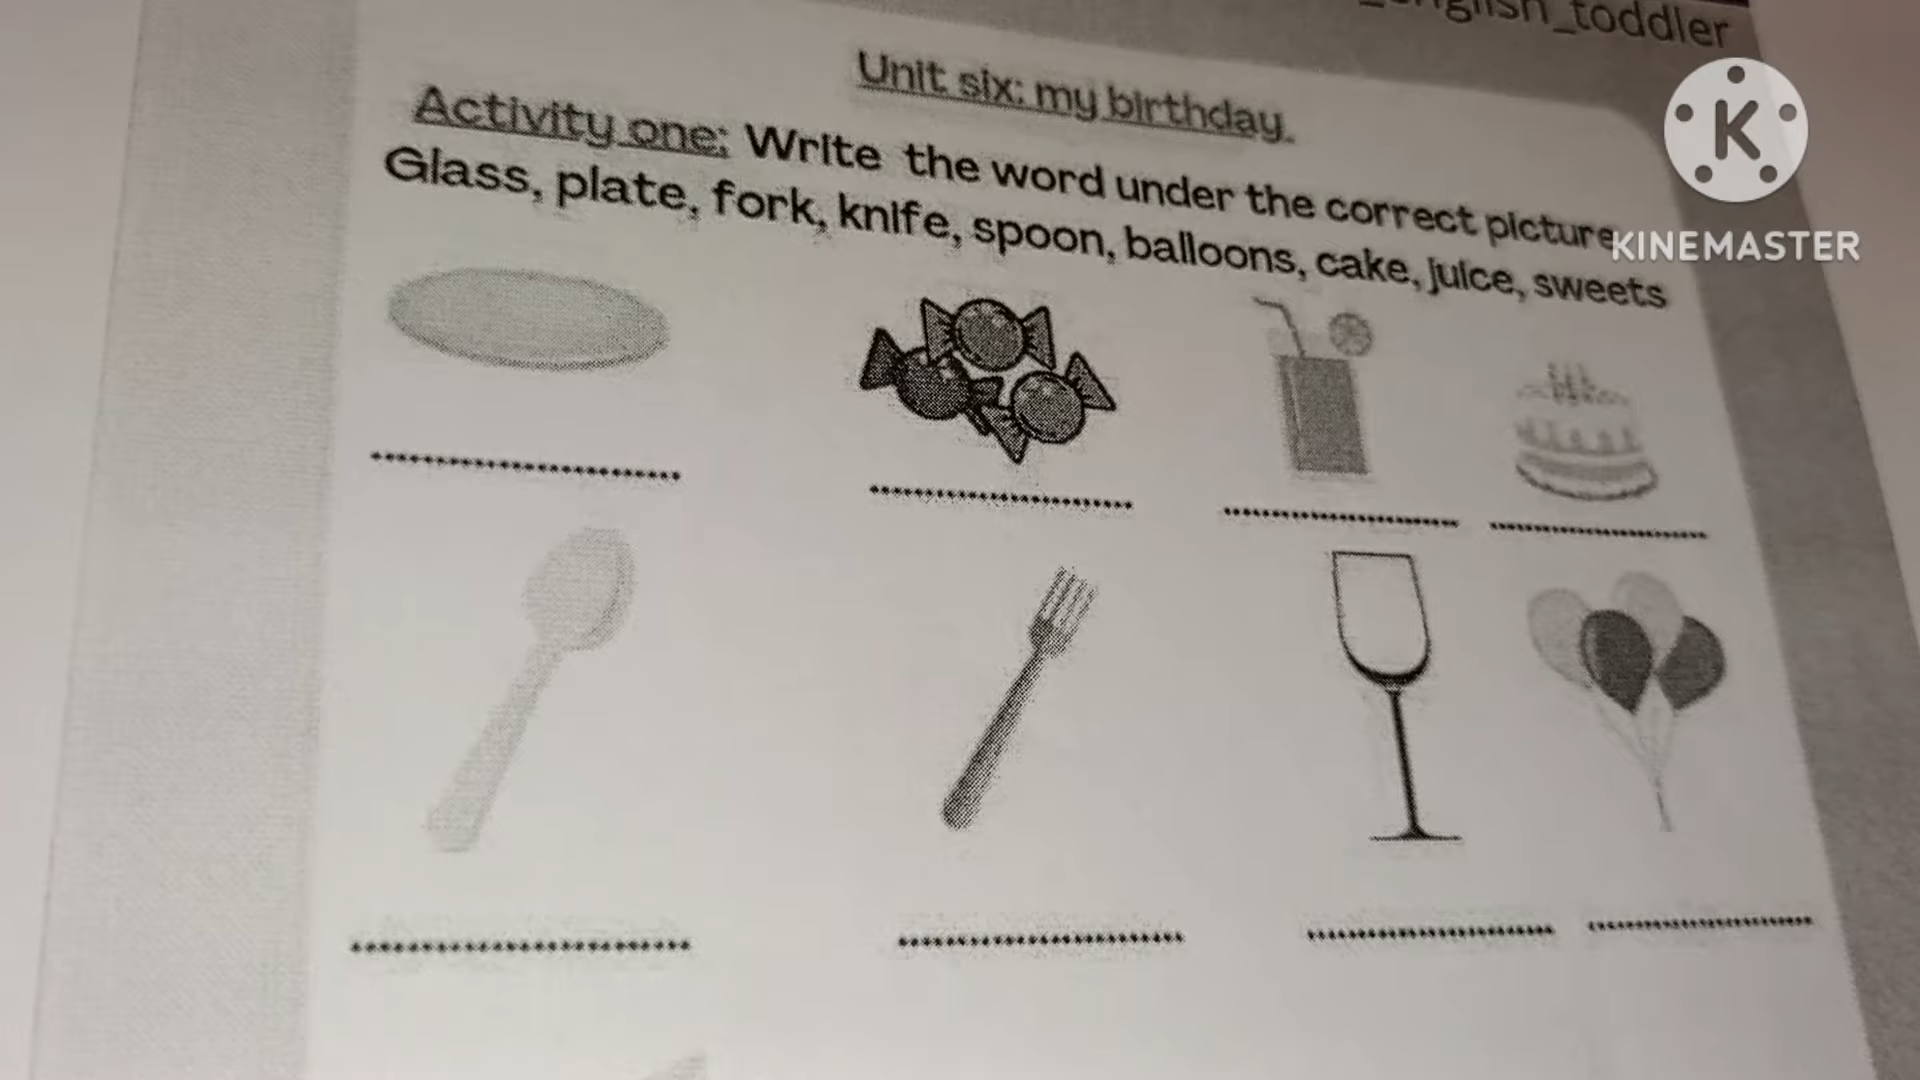 _english_toddler
Unit six: my birthday.
Activity one: Write the word under the correct picture
Glass, plate, fork, knife, spoon, balloons, cake, juice, sweets
K
KINEMASTER